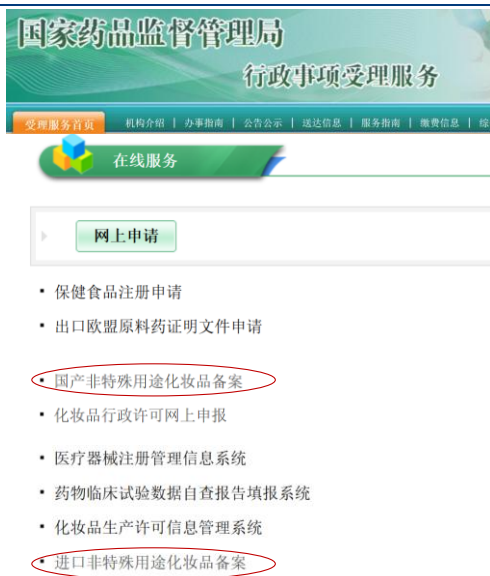 国家药品监督管理局
行政事项受理服务
受理服务首页 机构介绍 | 办事指南 | 公告公示 | 送达信息 | 服务指南 | 缴费信息 | 综
在线服务
网上申请
▪ 保健食品注册申请
▪ 出口欧盟原料药证明文件申请
▪ 国产非特殊用途化妆品备案
▪ 化妆品行政许可网上申报
▪ 医疗器械注册管理信息系统
▪ 药物临床试验数据自查报告填报系统
▪ 化妆品生产许可信息管理系统
▪ 进口非特殊用途化妆品备案